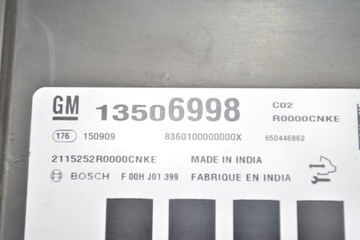 GM 13506998 C02
R0000CNKE
176 150909 8360100000000X 650446862
2115252R0000CNKE MADE IN INDIA
BOSCH F 00H J01 399 FABRIQUE EN INDIA